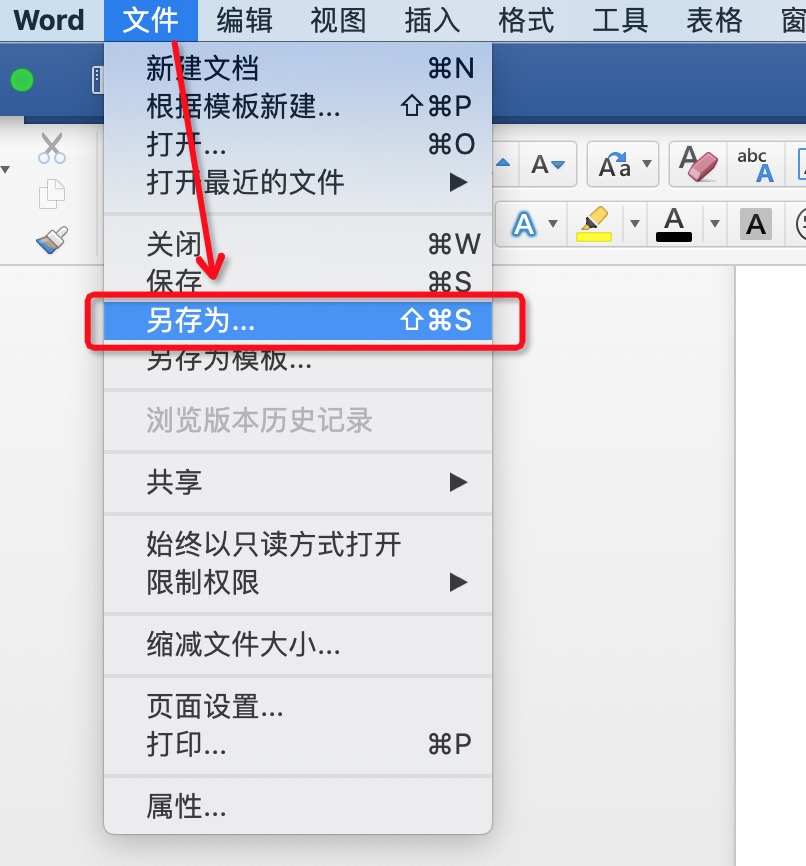 Word 文件 编辑 视图 插入 格式 工具 表格 窗
新建文档 ⌘N
根据模板新建... ⇧⌘P
打开... ⌘O
打开最近的文件 ▶
A Aa A abc A
A A A
关闭 ⌘W
保存 ⌘S
另存为... ⇧⌘S
另存为模板...
浏览版本历史记录
共享 ▶
始终以只读方式打开
限制权限 ▶
缩减文件大小...
页面设置...
打印... ⌘P
属性...